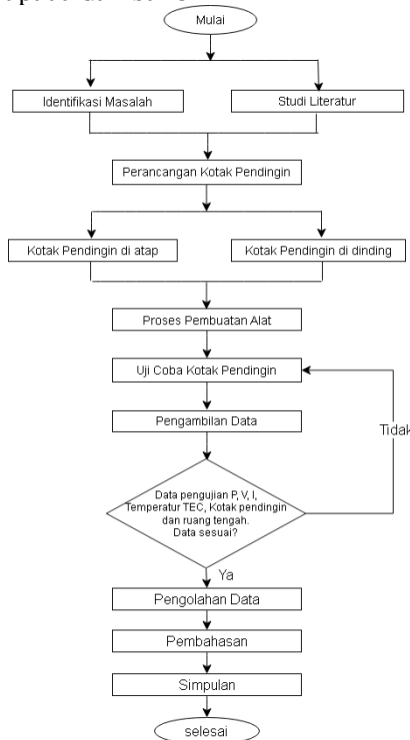 Mulai
Identifikasi Masalah
Studi Literatur
Perancangan Kotak Pendingin
Kotak Pendingin di atap
Kotak Pendingin di dinding
Proses Pembuatan Alat
Uji Coba Kotak Pendingin
Pengambilan Data
Tidak
Data pengujian P, V, I,
Temperatur TEC, Kotak pendingin
dan ruang tengah.
Data sesuai?
Ya
Pengolahan Data
Pembahasan
Simpulan
selesai